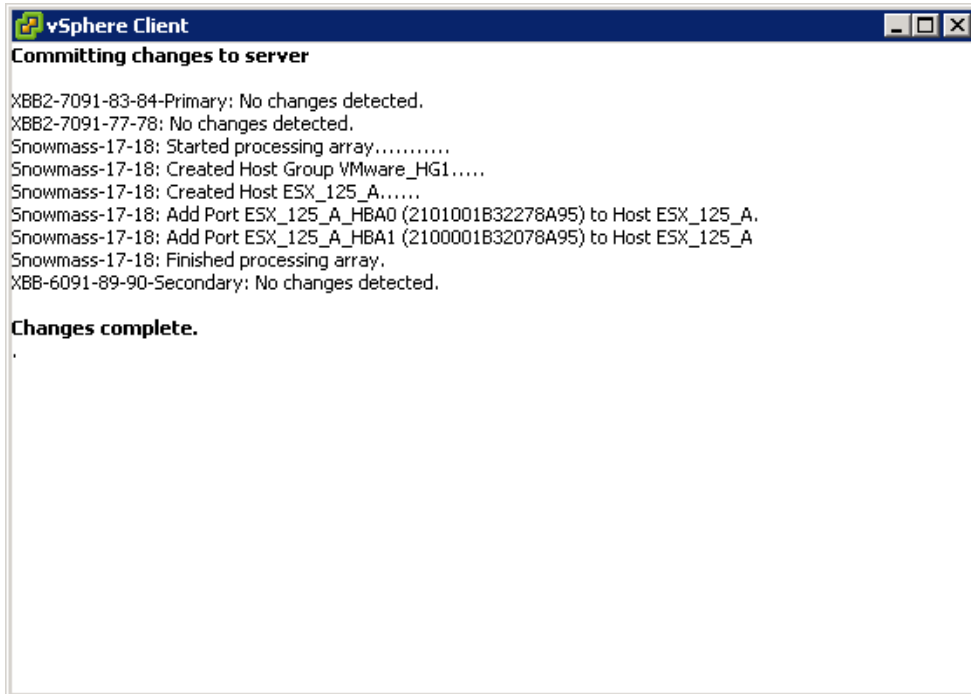 vSphere Client
Committing changes to server
XBB2-7091-83-84-Primary: No changes detected.
XBB2-7091-77-78: No changes detected.
Snowmass-17-18: Started processing array...........
Snowmass-17-18: Created Host Group VMware_HG1.....
Snowmass-17-18: Created Host ESX_125_A......
Snowmass-17-18: Add Port ESX_125_A_HBA0 (2101001B32278A95) to Host ESX_125_A.
Snowmass-17-18: Add Port ESX_125_A_HBA1 (2100001B32078A95) to Host ESX_125_A
Snowmass-17-18: Finished processing array.
XBB-6091-89-90-Secondary: No changes detected.
Changes complete.
.